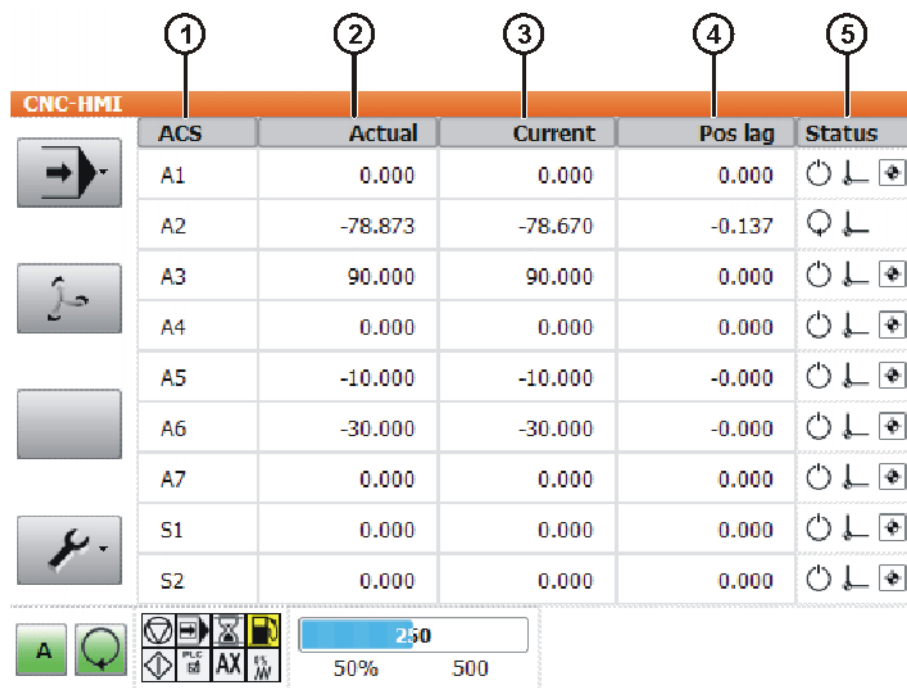 1 2 3 4 5
CNC-HMI
ACS Actual Current Pos lag Status
A1 0.000 0.000 0.000
A2 -78.873 -78.670 -0.137
A3 90.000 90.000 0.000
A4 0.000 0.000 0.000
A5 -10.000 -10.000 -0.000
A6 -30.000 -30.000 -0.000
A7 0.000 0.000 0.000
S1 0.000 0.000 0.000
S2 0.000 0.000 0.000
250
A PLC AX 50% 500